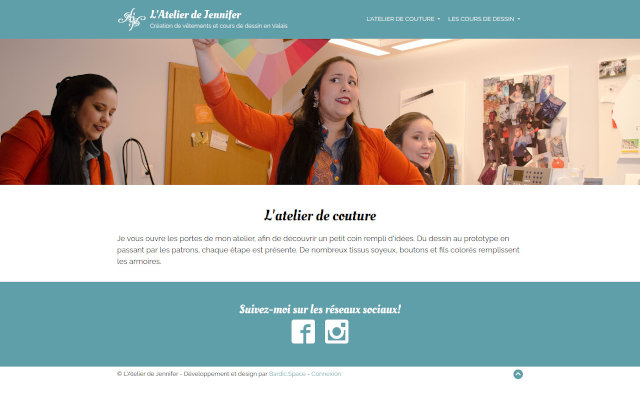 L'Atelier de Jennifer
Création de vêtements et cours de dessin en Valais
L'ATELIER DE COUTURE
LES COURS DE DESSIN
L'atelier de couture
Je vous ouvre les portes de mon atelier, afin de découvrir un petit coin rempli d'idées. Du dessin au prototype en
passant par les patrons, chaque étape est présente. De nombreux tissus soyeux, boutons et fils colorés remplissent
les armoires.
Suivez-moi sur les réseaux sociaux!
© L'Atelier de Jennifer - Développement et design par Bardic.Space - Connexion